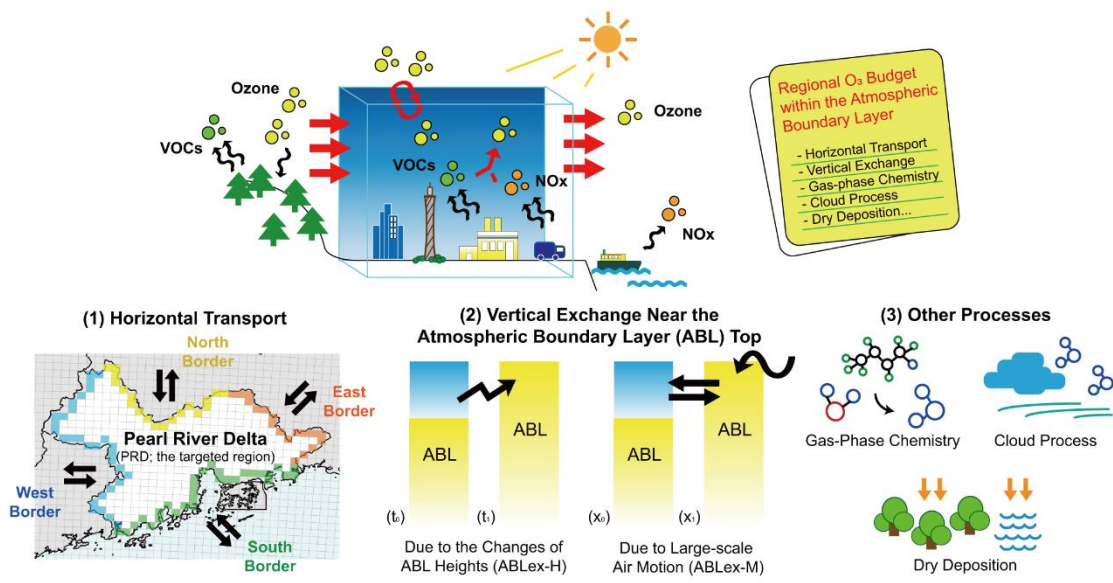 Ozone
VOCs
VOCs
NOx
Ozone
NOx
Regional O₃ Budget
within the Atmospheric
Boundary Layer
- Horizontal Transport
- Vertical Exchange
- Gas-phase Chemistry
- Cloud Process
- Dry Deposition...
(1) Horizontal Transport
North
Border
East
Border
Pearl River Delta
(PRD; the targeted region)
West
Border
South
Border
(2) Vertical Exchange Near the
Atmospheric Boundary Layer (ABL) Top
ABL
ABL
(t₀)
(t₁)
Due to the Changes of
ABL Heights (ABLex-H)
ABL
ABL
(x₀)
(x₁)
Due to Large-scale
Air Motion (ABLex-M)
(3) Other Processes
Gas-Phase Chemistry
Cloud Process
Dry Deposition